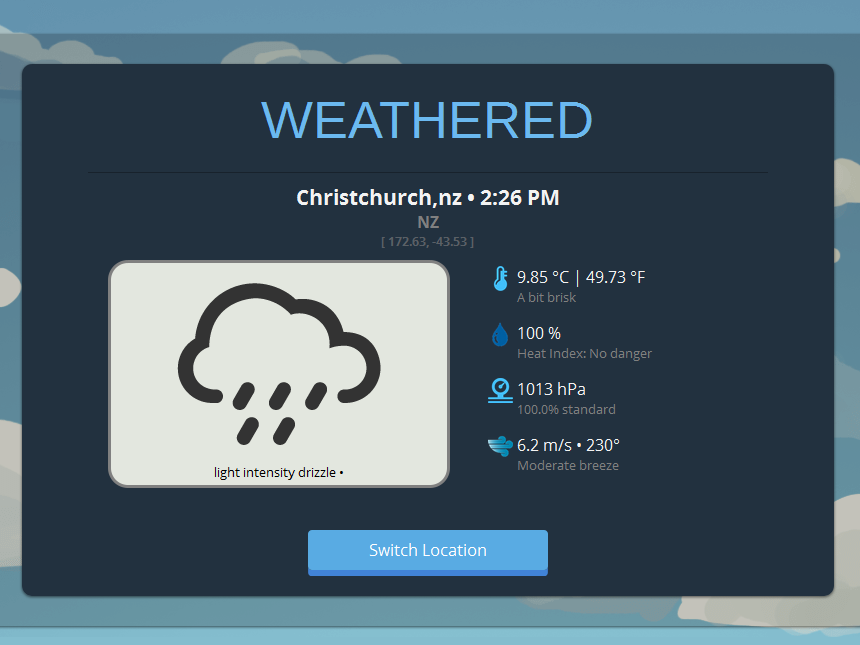 WEATHERED
Christchurch,nz • 2:26 PM
NZ
[ 172.63, -43.53 ]
light intensity drizzle •
9.85 °C | 49.73 °F
A bit brisk
100 %
Heat Index: No danger
1013 hPa
100.0% standard
6.2 m/s • 230°
Moderate breeze
Switch Location